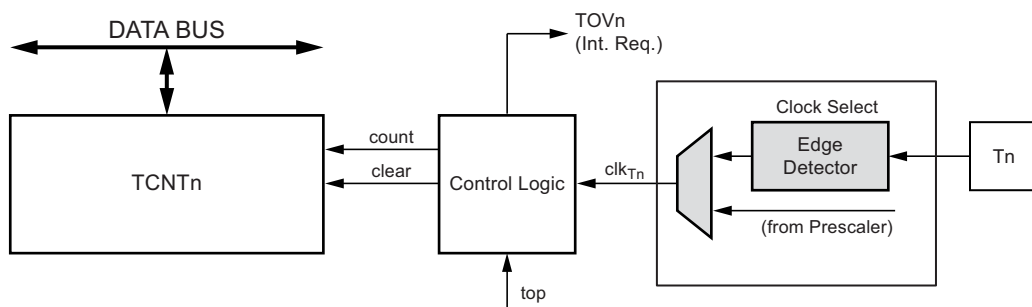 DATA BUS
TOVn
(Int. Req.)
Clock Select
TCNTn
count
clear
Control Logic
clkTn
Edge
Detector
Tn
(from Prescaler)
top